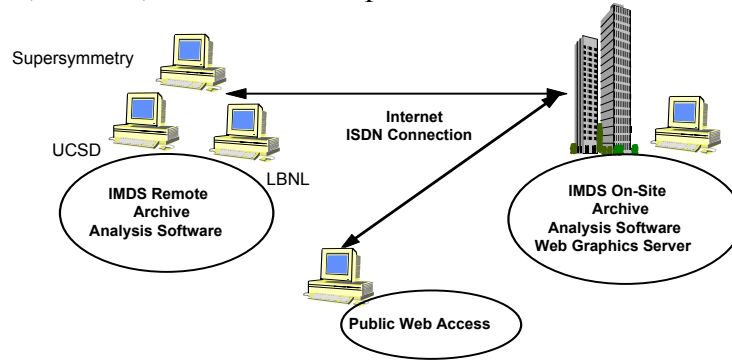 Supersymmetry
UCSD
LBNL
IMDS Remote
Archive
Analysis Software
Internet
ISDN Connection
IMDS On-Site
Archive
Analysis Software
Web Graphics Server
Public Web Access